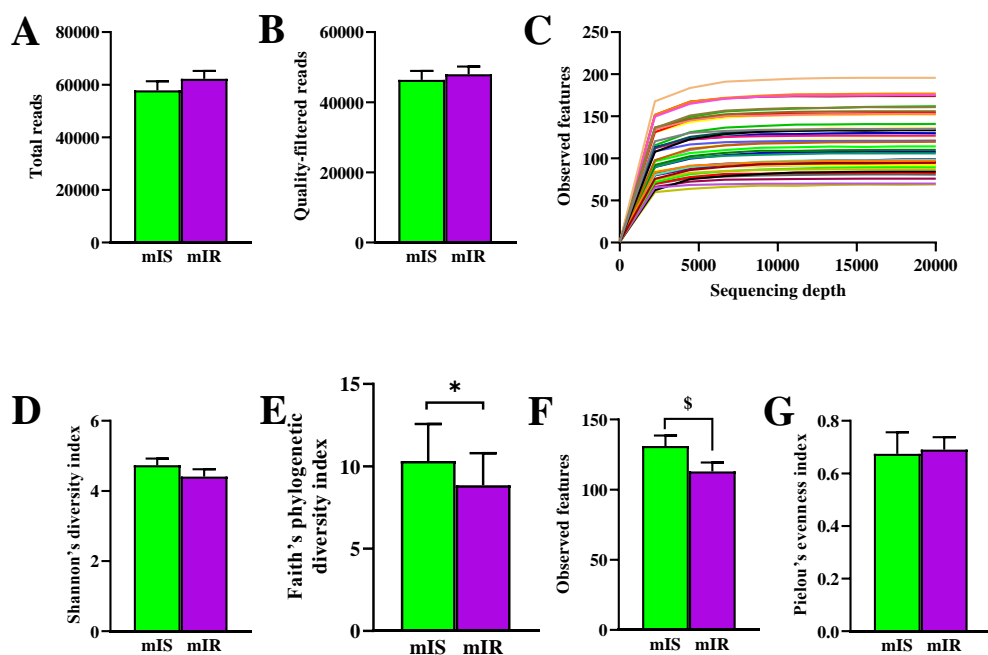 A
Total reads
80000
60000
40000
20000
0
mIS mIR
B
Quality-filtered reads
60000
40000
20000
0
mIS mIR
C
Observed features
250
200
150
100
50
0
0 5000 10000 15000 20000
Sequencing depth
D
Shannon's diversity index
6
4
2
0
mIS mIR
E
Faith's phylogenetic
diversity index
15
10
5
0
*
mIS mIR
F
Observed features
150
100
50
0
$
mIS mIR
G
Pielou's evenness index
0.8
0.6
0.4
0.2
0.0
mIS mIR